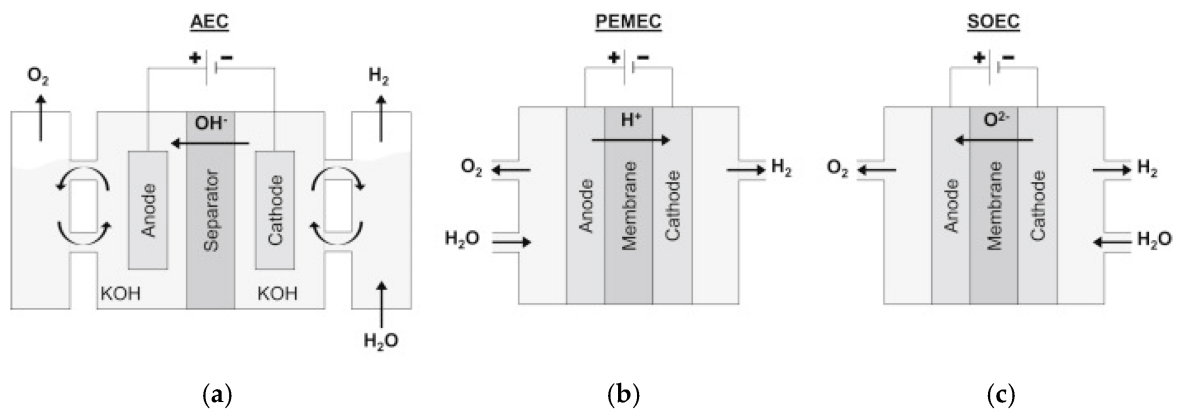 AEC
+ −
O₂
H₂
OH⁻
Anode
Separator
Cathode
KOH
KOH
H₂O
(a)
PEMEC
+ −
H⁺
O₂
H₂
H₂O
Anode
Membrane
Cathode
(b)
SOEC
+ −
O²⁻
O₂
H₂
H₂O
Anode
Membrane
Cathode
(c)